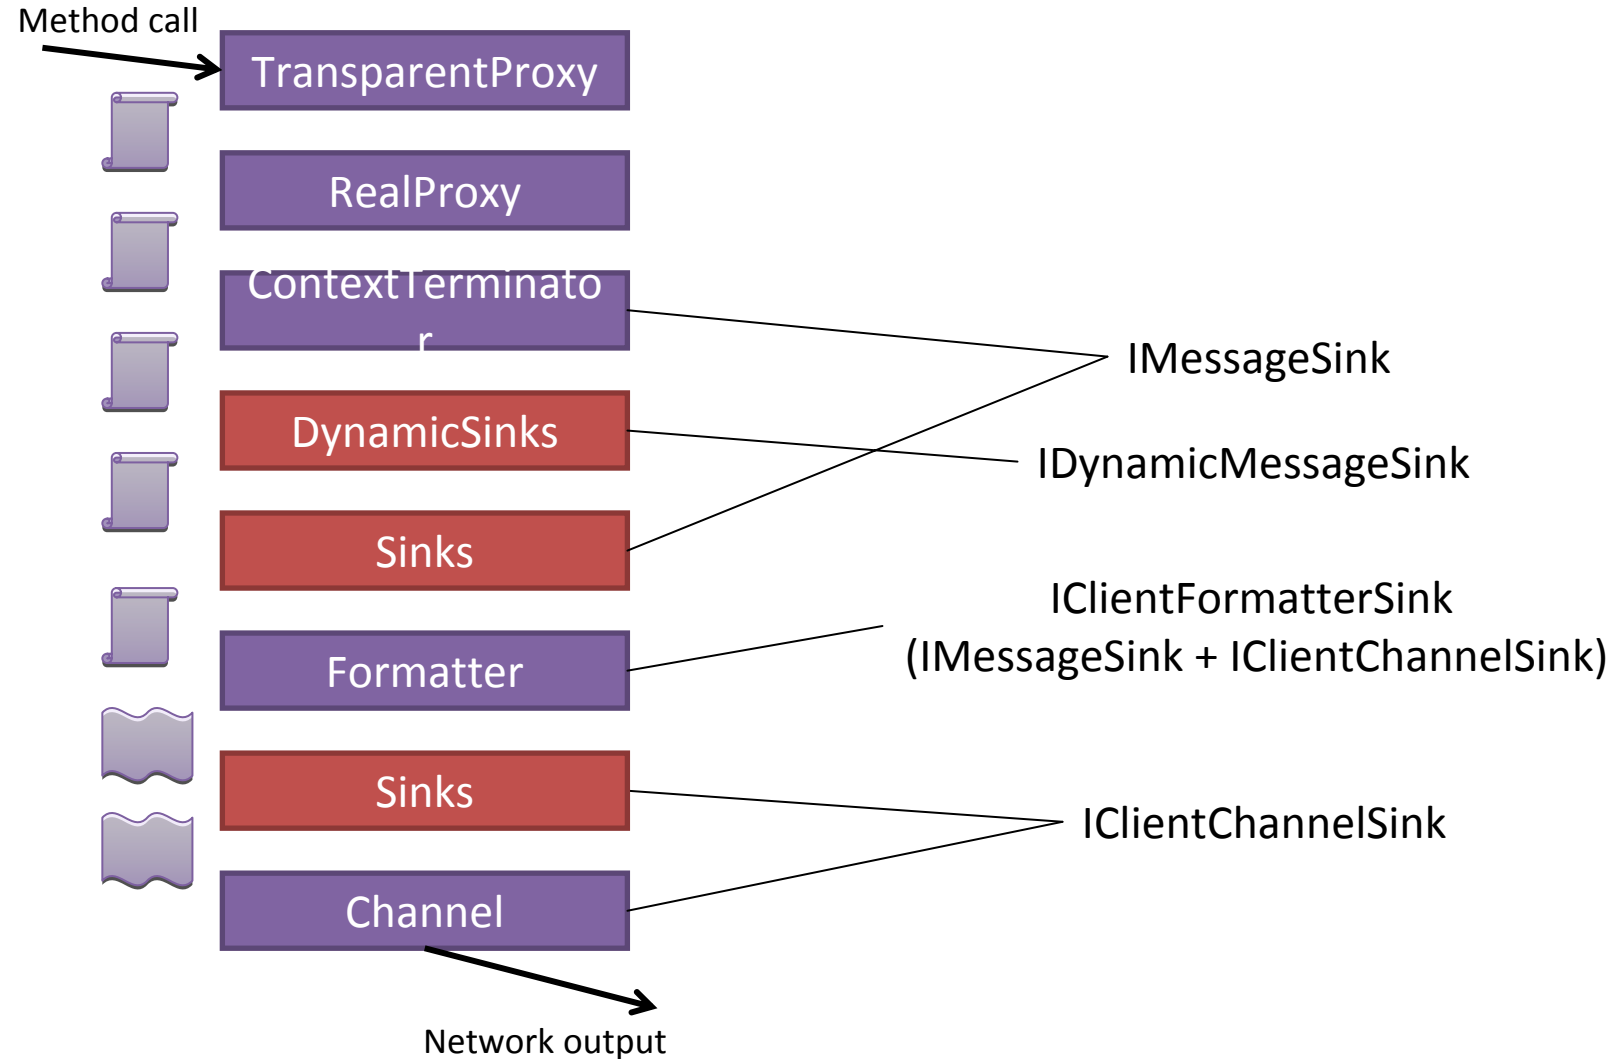 Method call
TransparentProxy
RealProxy
ContextTerminato
r
DynamicSinks
Sinks
Formatter
Sinks
Channel
Network output
IMessageSink
IDynamicMessageSink
IClientFormatterSink
(IMessageSink + IClientChannelSink)
IClientChannelSink